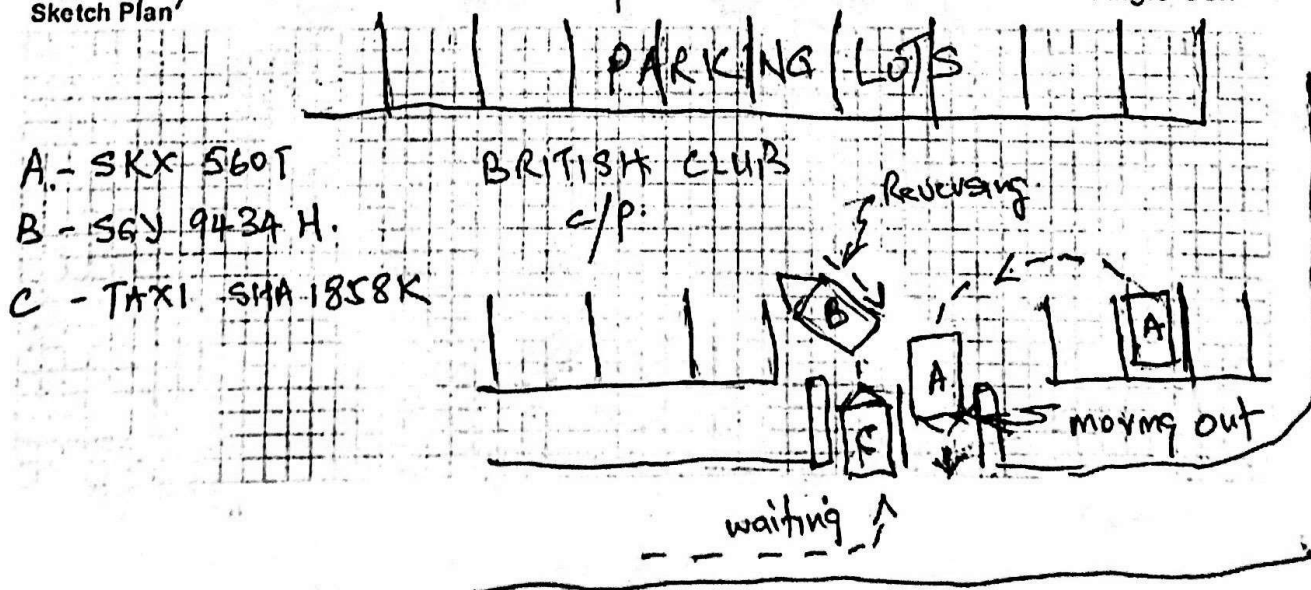 Sketch Plan
PARKING LOTS
A.- SKX 560T
BRITISH CLUB
Reversing.
B - SGY 9434 H.
C/P.
C - TAXI SHA 1858K
B
A
A
C
moving out
waiting